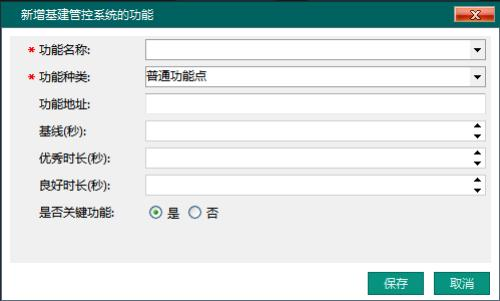 新增基建管控系统的功能
* 功能名称:
* 功能种类: 普通功能点
功能地址:
基线(秒):
优秀时长(秒):
良好时长(秒):
是否关键功能: 是 否
保存 取消